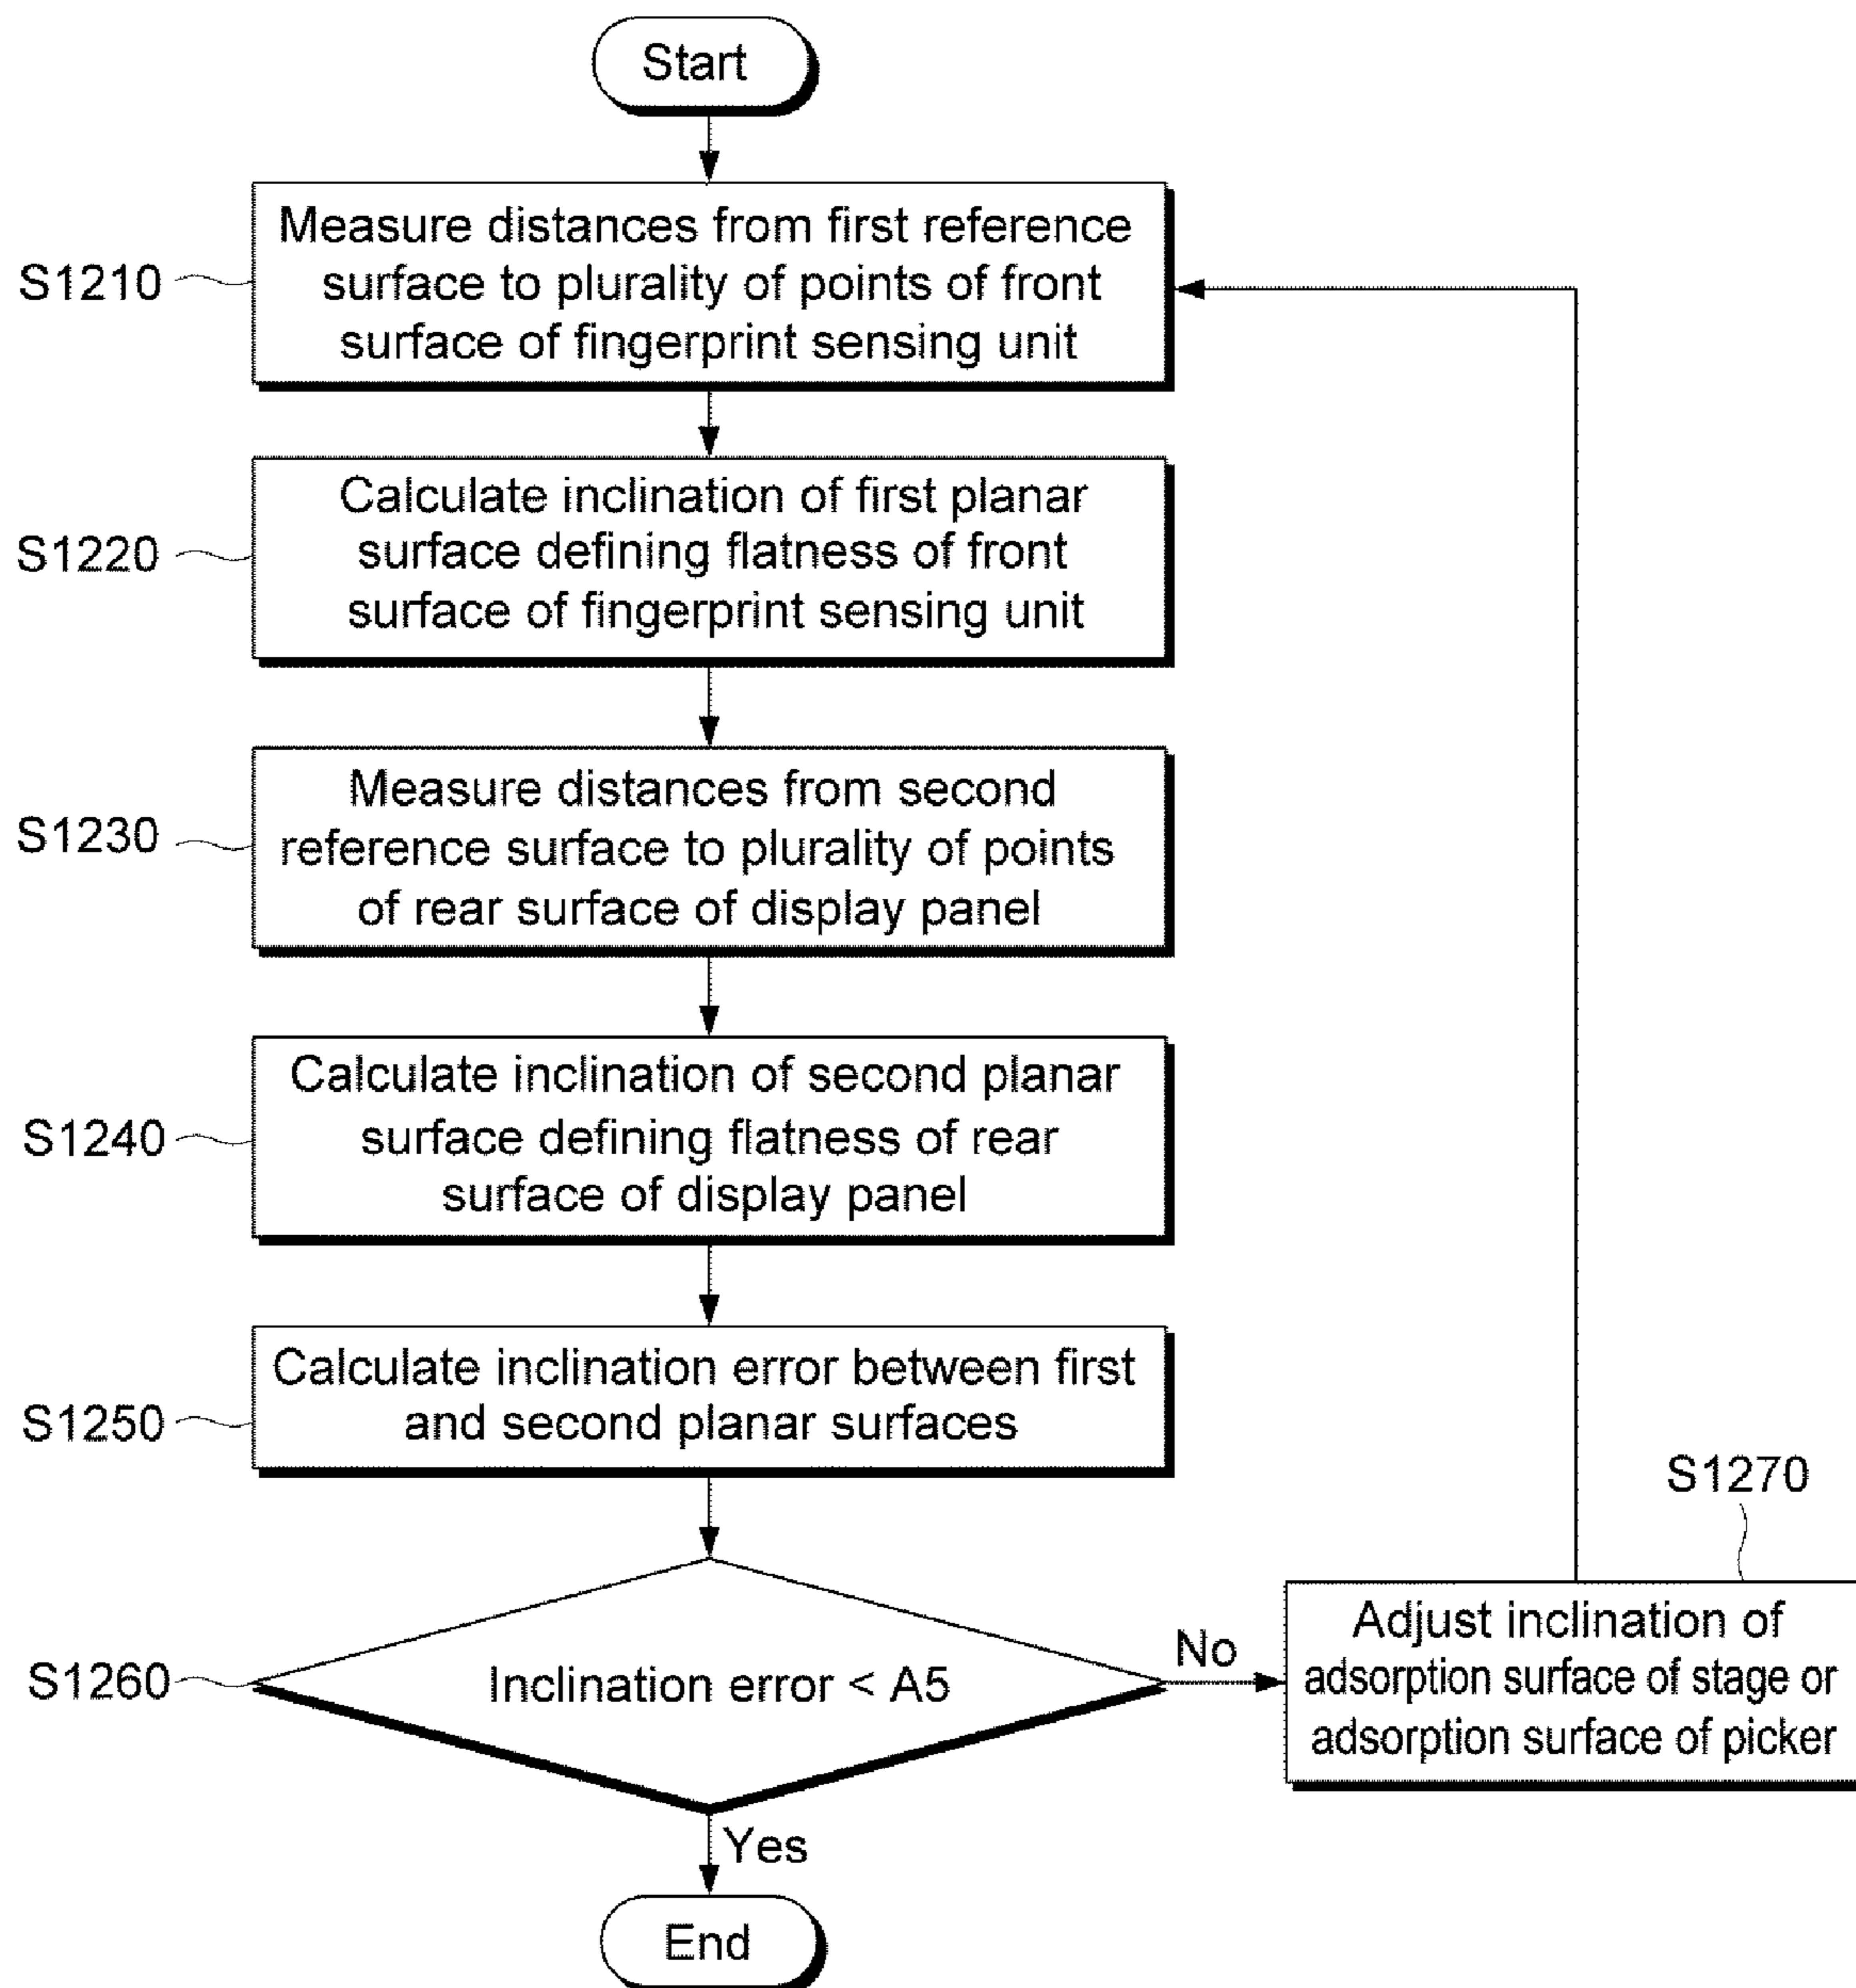 Start
S1210
Measure distances from first reference
surface to plurality of points of front
surface of fingerprint sensing unit
S1220
Calculate inclination of first planar
surface defining flatness of front
surface of fingerprint sensing unit
S1230
Measure distances from second
reference surface to plurality of points
of rear surface of display panel
S1240
Calculate inclination of second planar
surface defining flatness of rear
surface of display panel
S1250
Calculate inclination error between first
and second planar surfaces
S1260
Inclination error < A5
No
S1270
Adjust inclination of
adsorption surface of stage or
adsorption surface of picker
Yes
End